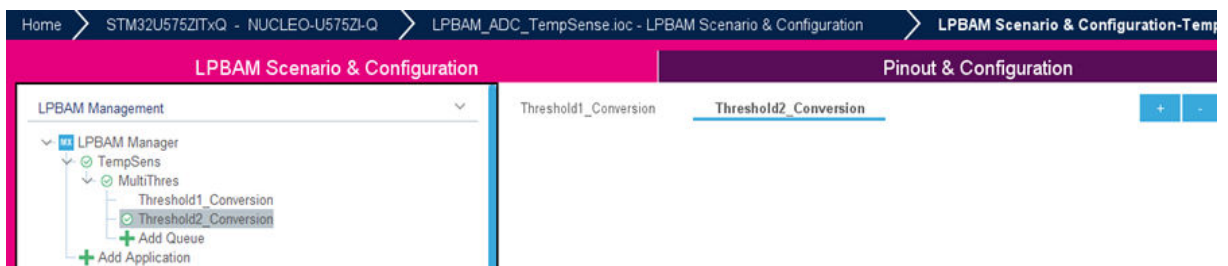 Home STM32U575ZITxQ - NUCLEO-U575ZI-Q LPBAM_ADC_TempSense.ioc - LPBAM Scenario & Configuration LPBAM Scenario & Configuration-Temp
LPBAM Scenario & Configuration Pinout & Configuration
LPBAM Management Threshold1_Conversion Threshold2_Conversion + -
MX LPBAM Manager
TempSens
MultiThres
Threshold1_Conversion
Threshold2_Conversion
Add Queue
Add Application